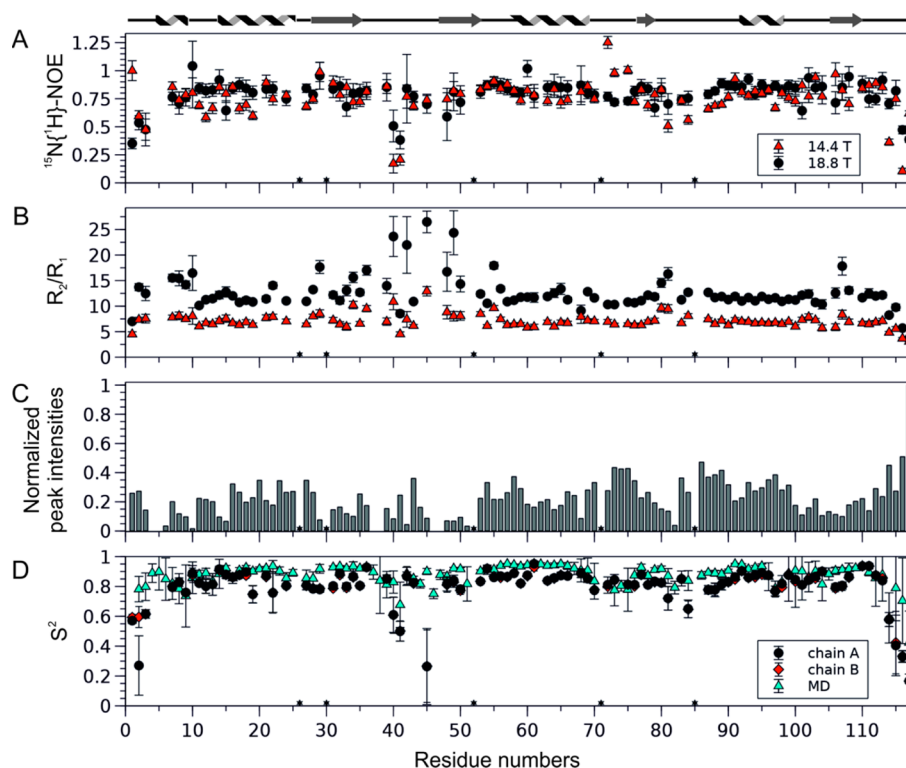 A
¹⁵N{¹H}-NOE
1.25
1
0.75
0.5
0.25
0
14.4 T
18.8 T
B
R₂/R₁
25
20
15
10
5
0
C
Normalized
peak intensities
1
0.8
0.6
0.4
0.2
0
D
S²
1
0.8
0.6
0.4
0.2
0
chain A
chain B
MD
0 10 20 30 40 50 60 70 80 90 100 110
Residue numbers